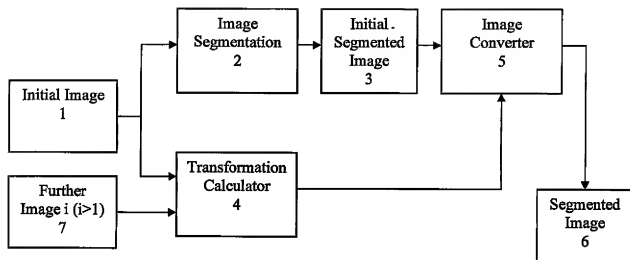 Image
Segmentation
2
Initial -
Segmented
Image
3
Image
Converter
5
Initial Image
1
Further
Image i (i>1)
7
Transformation
Calculator
4
Segmented
Image
6